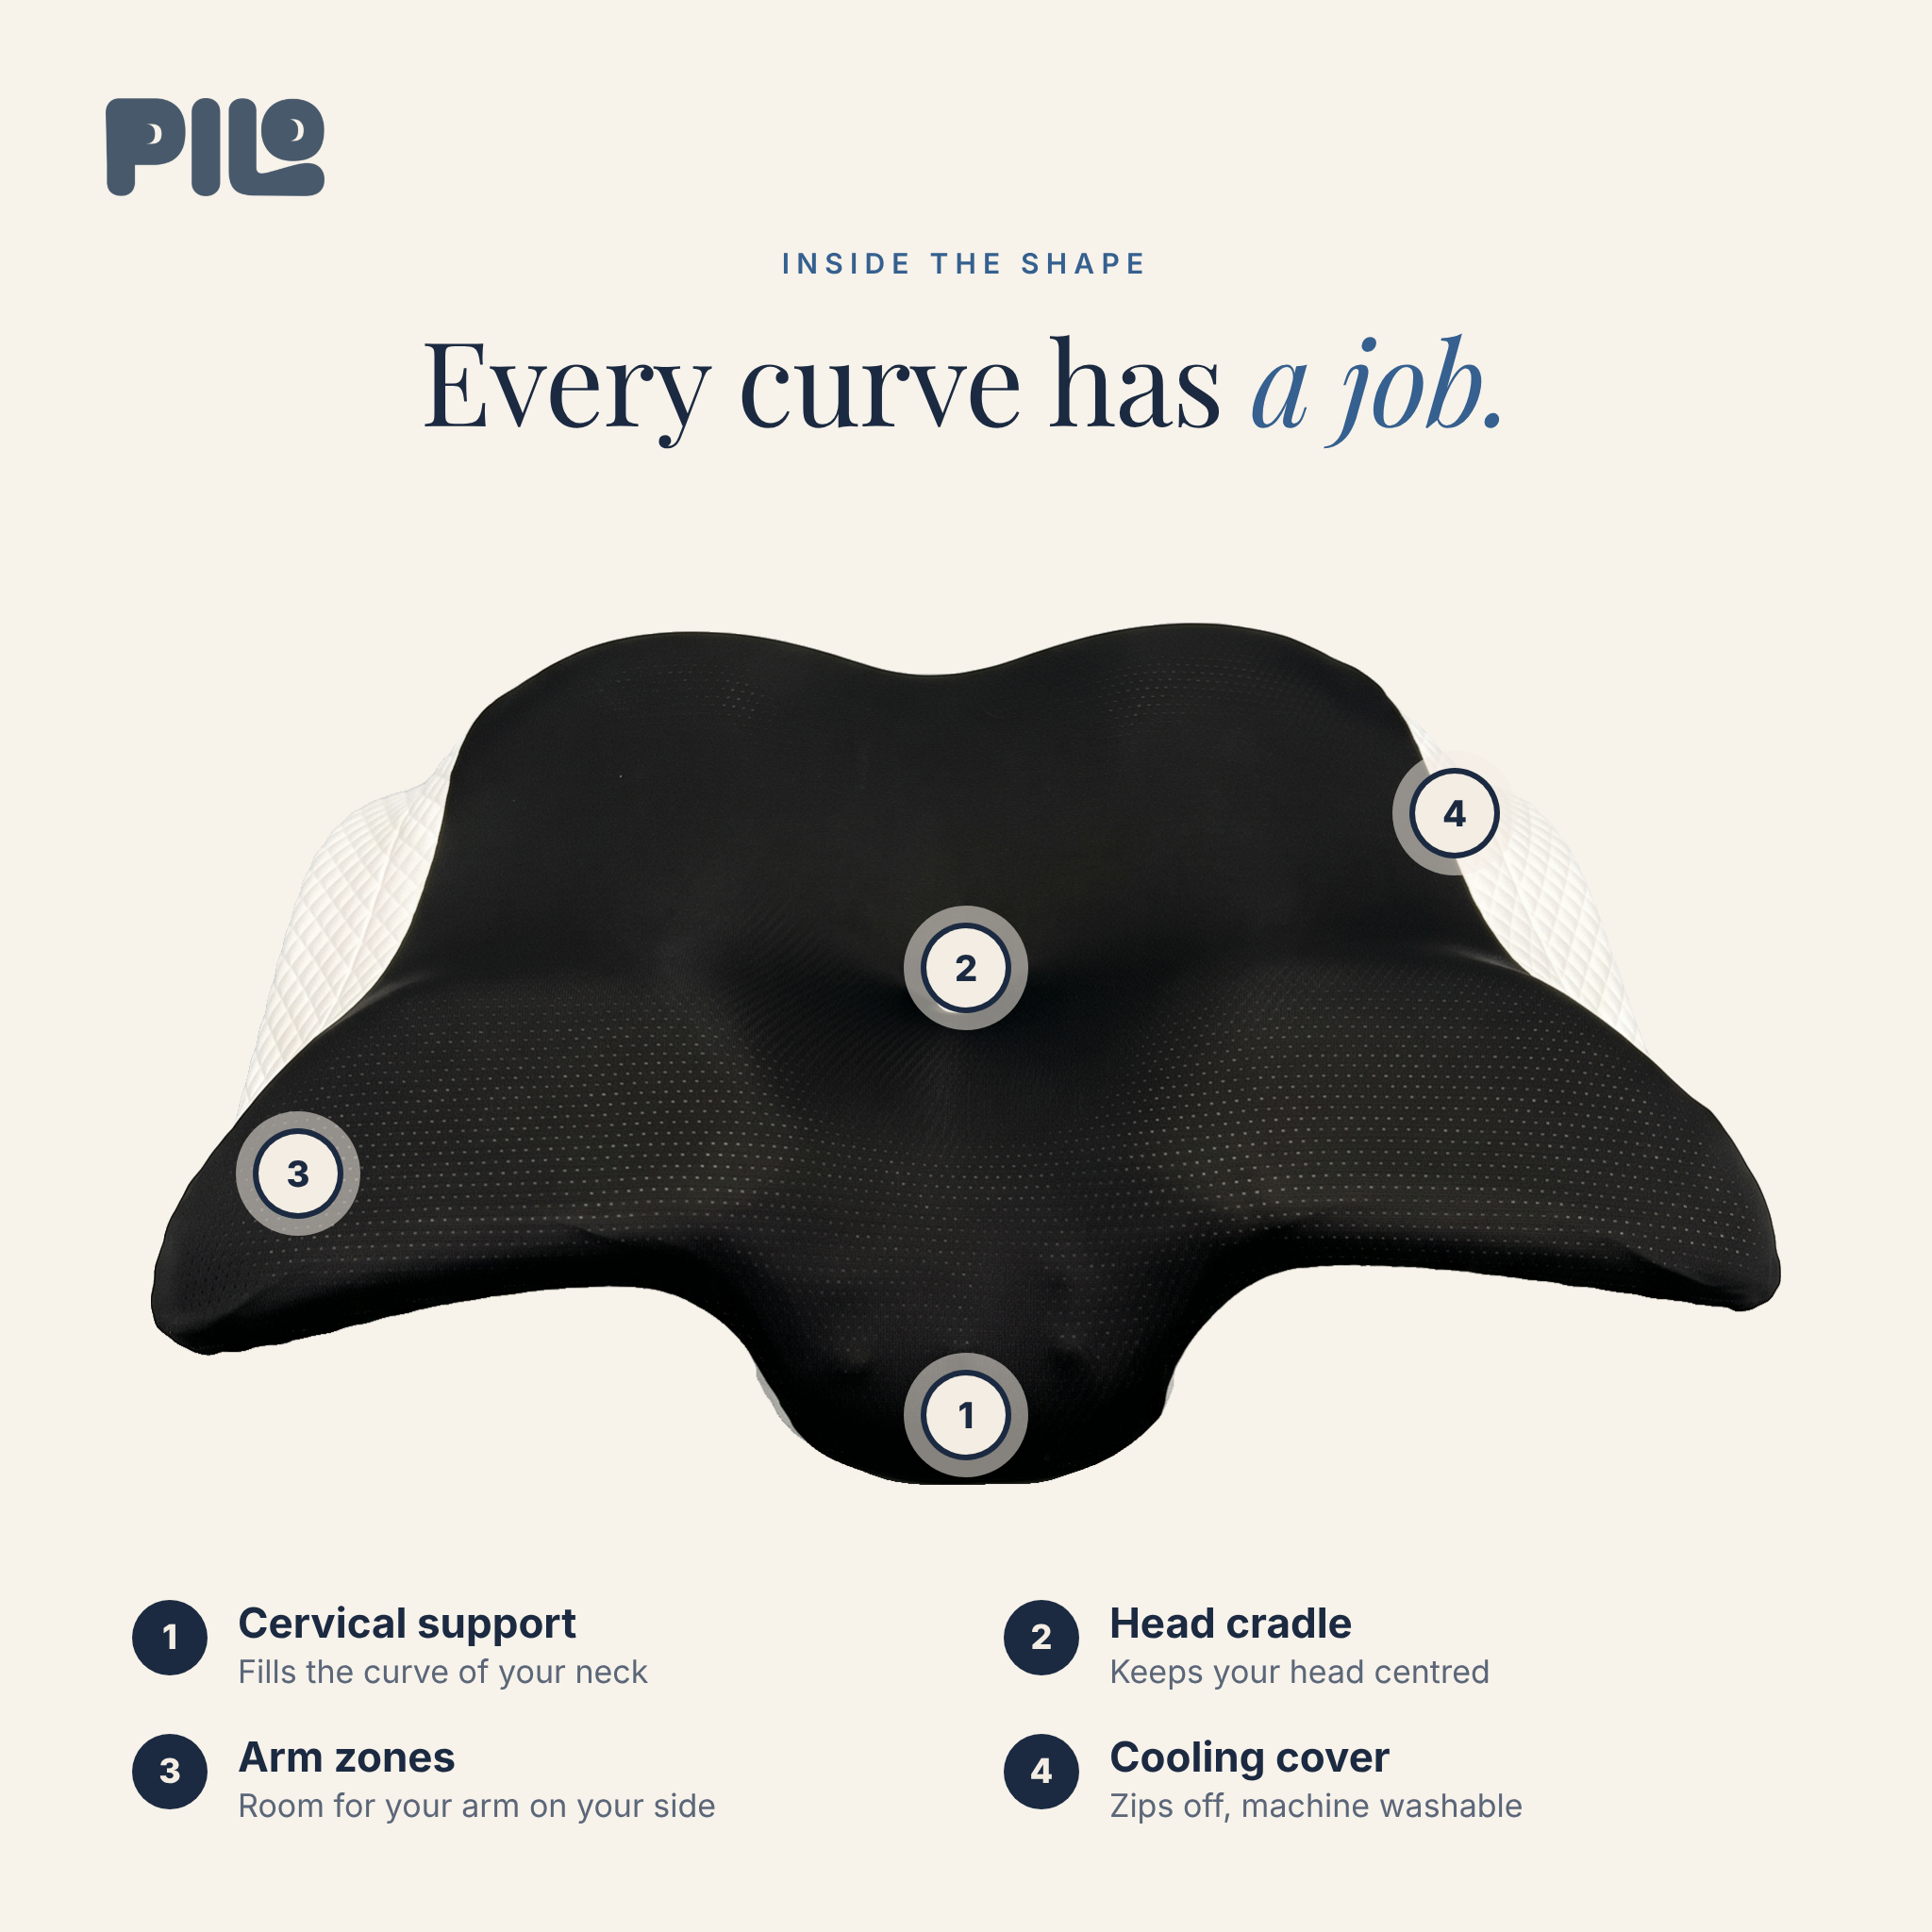 PILO
INSIDE THE SHAPE
Every curve has a job.
4
2
3
1
1 Cervical support
Fills the curve of your neck
2 Head cradle
Keeps your head centred
3 Arm zones
Room for your arm on your side
4 Cooling cover
Zips off, machine washable